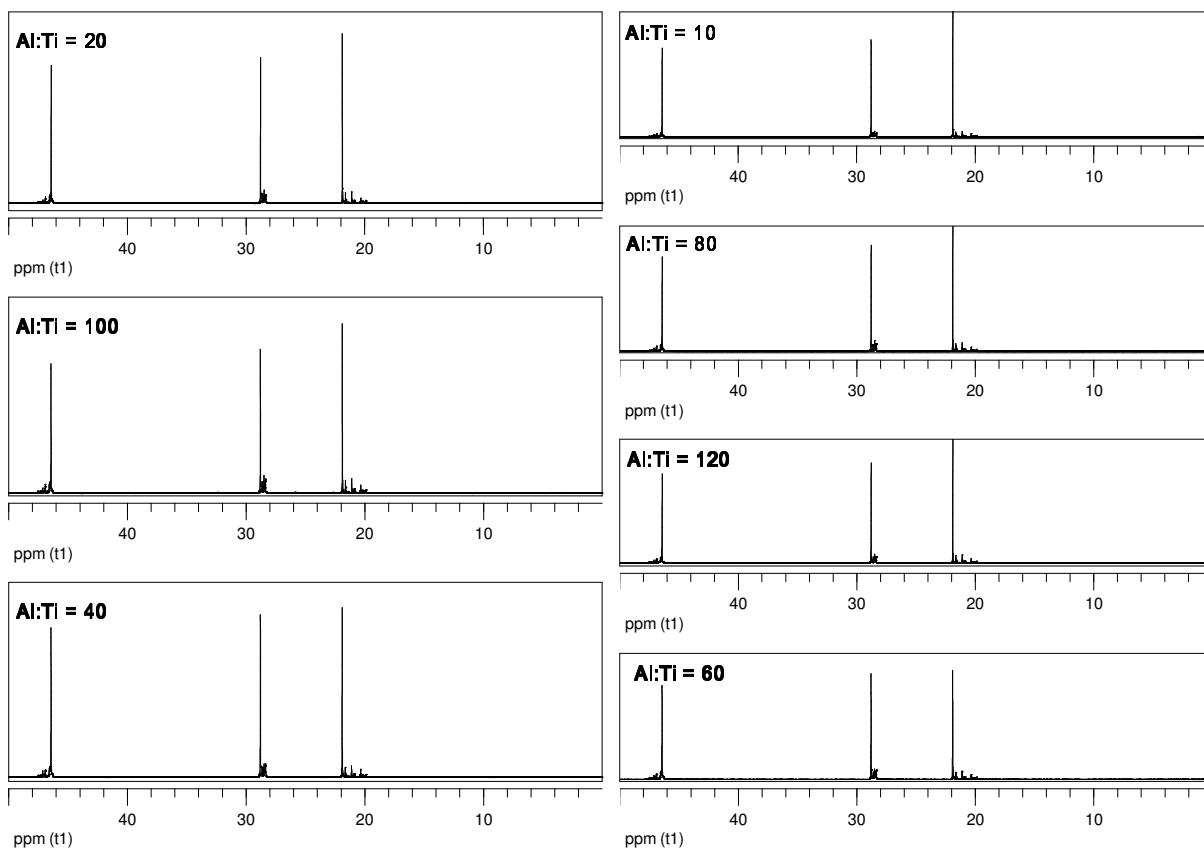 Al:Ti = 20
40 30 20 10
ppm (t1)
Al:Ti = 100
40 30 20 10
ppm (t1)
Al:Ti = 40
40 30 20 10
ppm (t1)
Al:Ti = 10
40 30 20 10
ppm (t1)
Al:Ti = 80
40 30 20 10
ppm (t1)
Al:Ti = 120
40 30 20 10
ppm (t1)
Al:Ti = 60
40 30 20 10
ppm (t1)